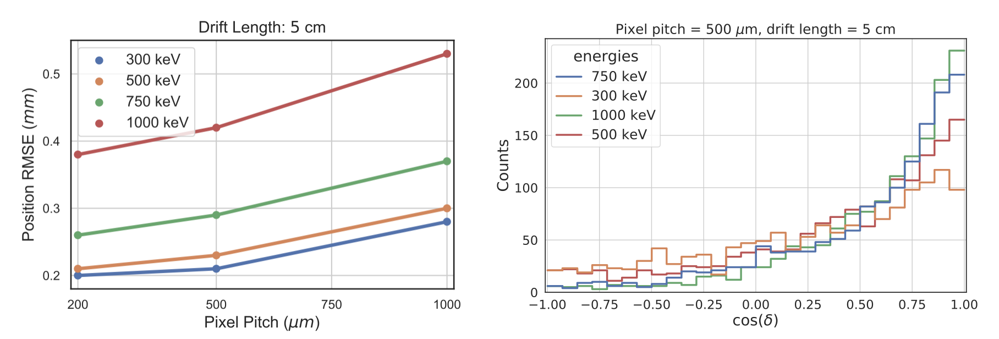 Drift Length: 5 cm
300 keV
500 keV
750 keV
1000 keV
Position RMSE (mm)
0.5
0.4
0.3
0.2
200 500 750 1000
Pixel Pitch (μm)
Pixel pitch = 500 μm, drift length = 5 cm
energies
750 keV
300 keV
1000 keV
500 keV
Counts
200
150
100
50
0
−1.00 −0.75 −0.50 −0.25 0.00 0.25 0.50 0.75 1.00
cos(δ)